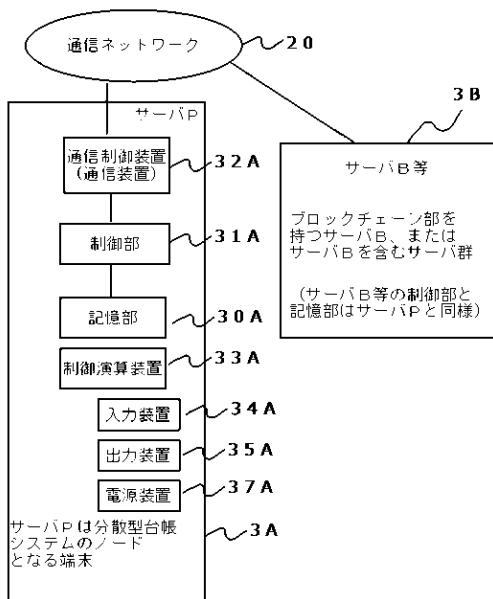 通信ネットワーク
20
サーバP
通信制御装置
(通信装置)
32A
制御部
31A
記憶部
30A
制御演算装置
33A
入力装置
34A
出力装置
35A
電源装置
37A
サーバPは分散型台帳
システムのノード
となる端末
3A
3B
サーバB等
ブロックチェーン部を
持つサーバB、または
サーバBを含むサーバ群
(サーバB等の制御部と
記憶部はサーバPと同様)